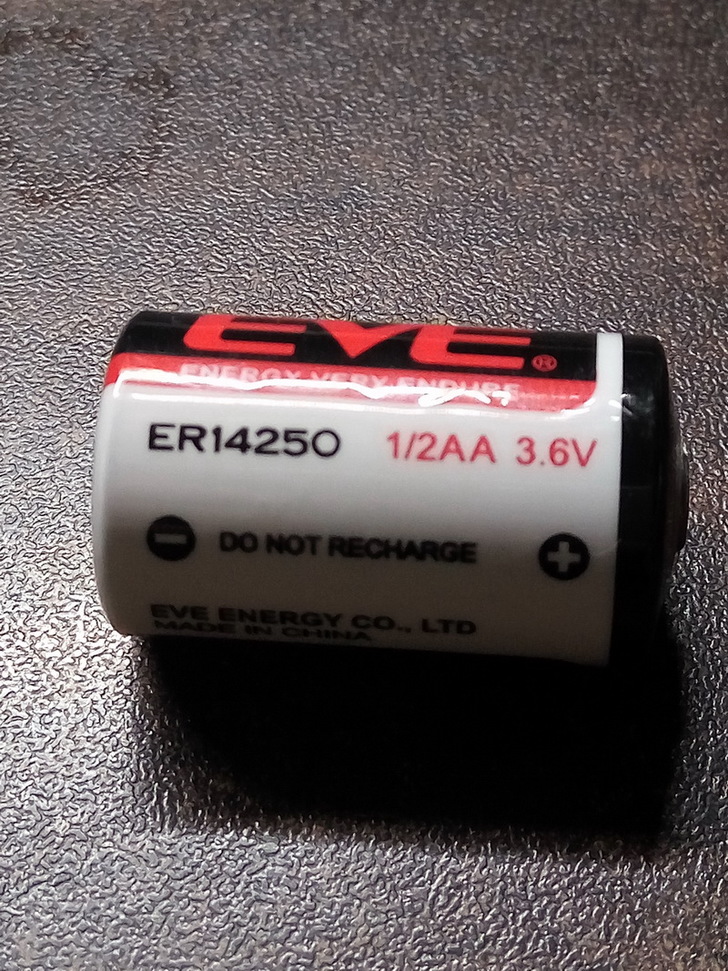 EVE®
ENERGY VERY ENDURE
ER14250 1/2AA 3.6V
- DO NOT RECHARGE +
EVE ENERGY CO., LTD
MADE IN CHINA